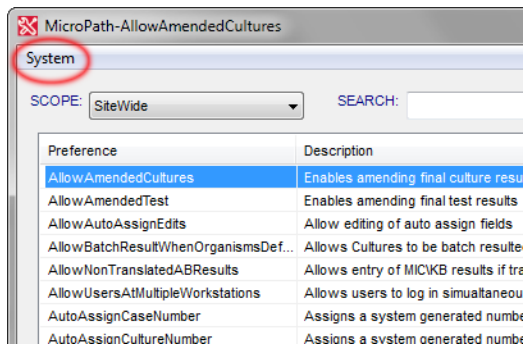 MicroPath-AllowAmendedCultures
System
SCOPE: SiteWide SEARCH:
Preference Description
AllowAmendedCultures Enables amending final culture resu
AllowAmendedTest Enables amending final test results
AllowAutoAssignEdits Allow editing of auto assign fields
AllowBatchResultWhenOrganismsDef... Allows Cultures to be batch resulte
AllowNonTranslatedABResults Allows entry of MIC\KB results if tra
AllowUsersAtMultipleWorkstations Allows users to log in simualtaneou
AutoAssignCaseNumber Assigns a system generated numbe
AutoAssignCultureNumber Assigns a system generated numbe